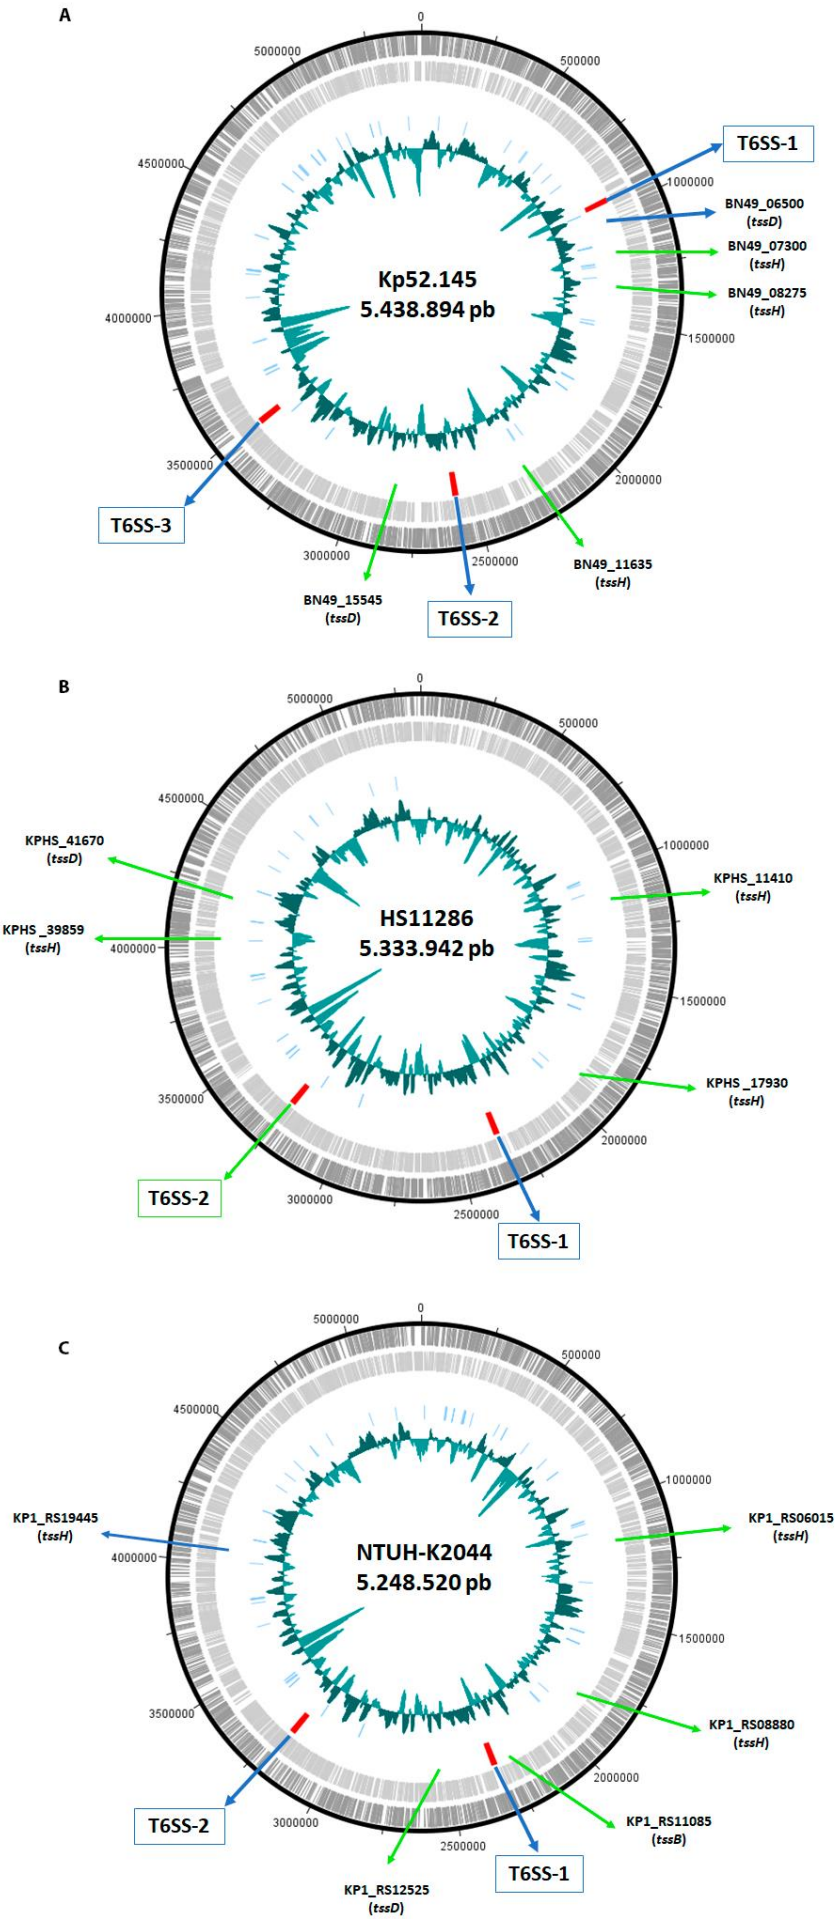 A
0
500000
5000000
T6SS-1
4500000
1000000
BN49_06500
(tssD)
BN49_07300
(tssH)
Kp52.145
5.438.894 pb
BN49_08275
(tssH)
4000000
1500000
3500000
2000000
T6SS-3
3000000
2500000
BN49_11635
(tssH)
BN49_15545
(tssD)
T6SS-2
B
0
5000000
500000
4500000
KPHS_41670
(tssD)
1000000
KPHS_11410
(tssH)
HS11286
5.333.942 pb
KPHS_39859
(tssH)
4000000
1500000
KPHS_17930
(tssH)
3500000
2000000
T6SS-2
3000000
2500000
T6SS-1
C
0
5000000
500000
4500000
1000000
KP1_RS19445
(tssH)
KP1_RS06015
(tssH)
NTUH-K2044
5.248.520 pb
4000000
1500000
3500000
KP1_RS08880
(tssH)
2000000
T6SS-2
3000000
KP1_RS11085
(tssB)
2500000
T6SS-1
KP1_RS12525
(tssD)